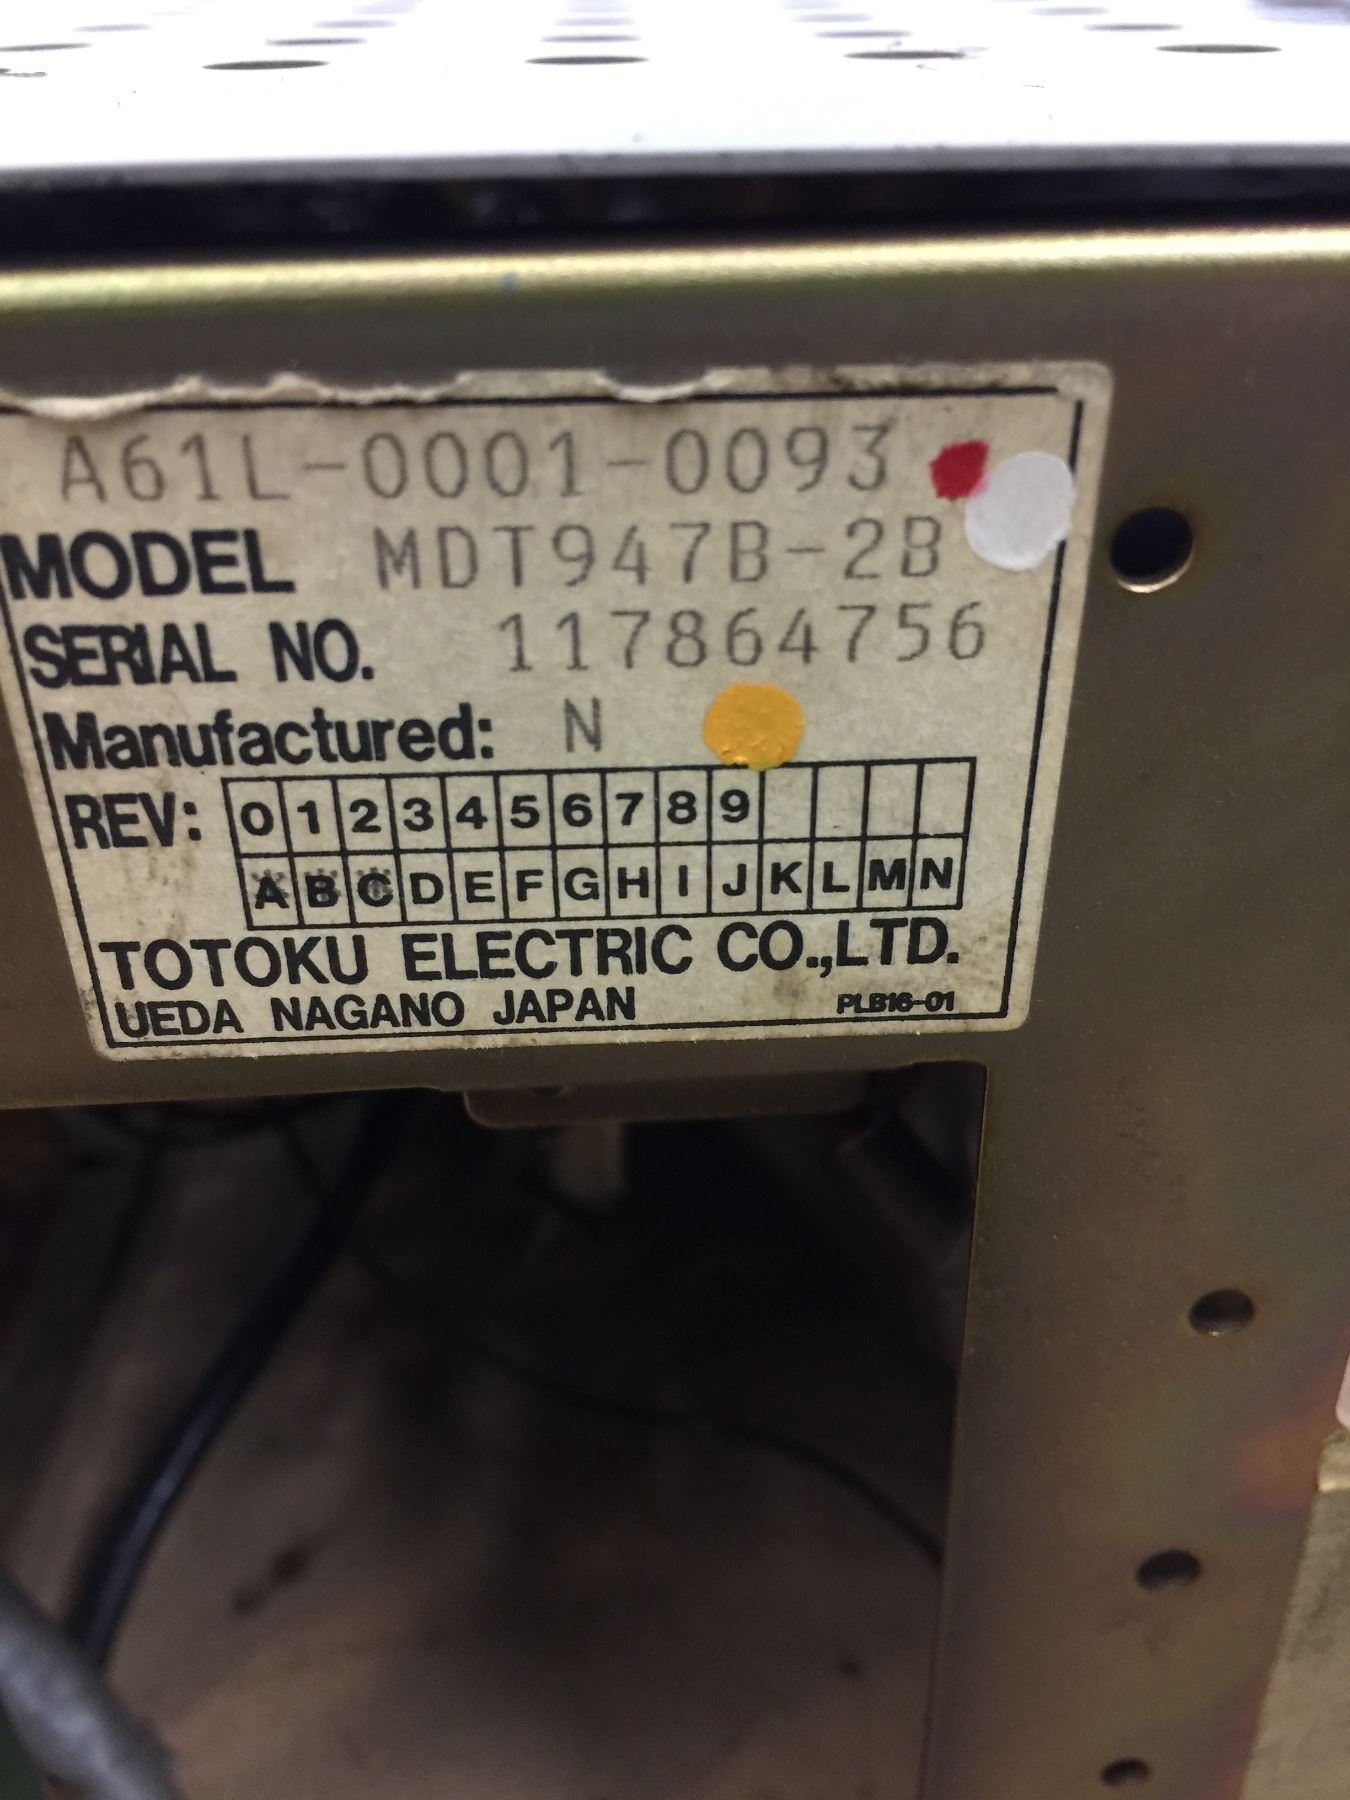 A61L-0001-0093
MODEL MDT947B-2B
SERIAL NO. 117864756
Manufactured: N
REV: 0 1 2 3 4 5 6 7 8 9
A B C D E F G H I J K L M N
TOTOKU ELECTRIC CO.,LTD.
UEDA NAGANO JAPAN PLB16-01